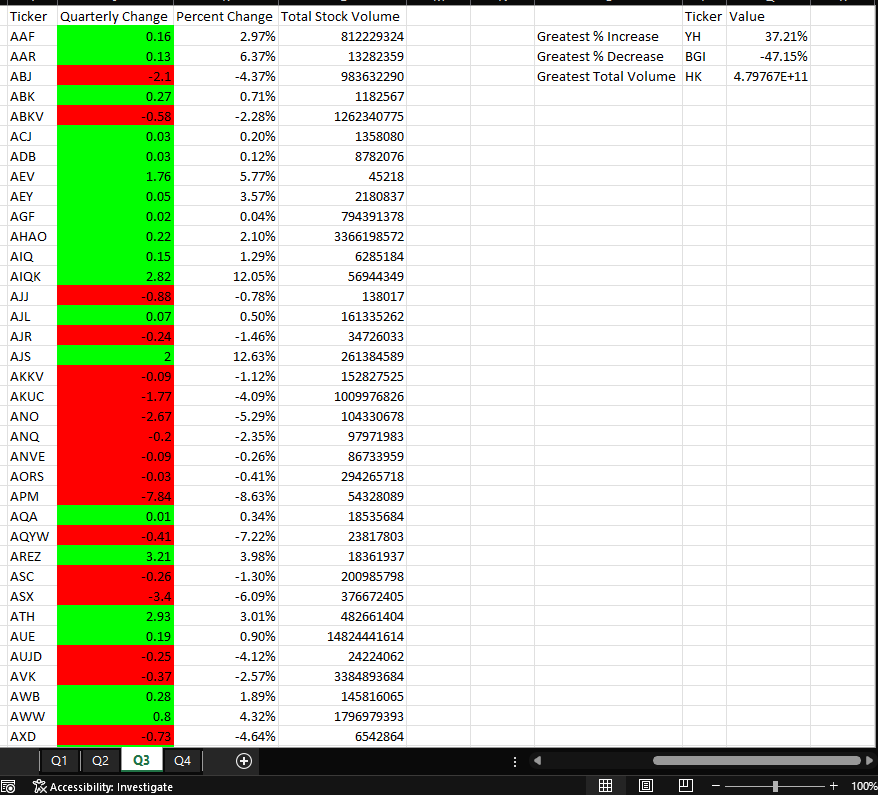 Ticker Quarterly Change Percent Change Total Stock Volume Ticker Value
AAF 0.16 2.97% 812229324 Greatest % Increase YH 37.21%
AAR 0.13 6.37% 13282359 Greatest % Decrease BGI -47.15%
ABJ -2.1 -4.37% 983632290 Greatest Total Volume HK 4.79767E+11
ABK 0.27 0.71% 1182567
ABKV -0.58 -2.28% 1262340775
ACJ 0.03 0.20% 1358080
ADB 0.03 0.12% 8782076
AEV 1.76 5.77% 45218
AEY 0.05 3.57% 2180837
AGF 0.02 0.04% 794391378
AHAO 0.22 2.10% 3366198572
AIQ 0.15 1.29% 6285184
AIQK 2.82 12.05% 56944349
AJJ -0.88 -0.78% 138017
AJL 0.07 0.50% 161335262
AJR -0.24 -1.46% 34726033
AJS 2 12.63% 261384589
AKKV -0.09 -1.12% 152827525
AKUC -1.77 -4.09% 1009976826
ANO -2.67 -5.29% 104330678
ANQ -0.2 -2.35% 97971983
ANVE -0.09 -0.26% 86733959
AORS -0.03 -0.41% 294265718
APM -7.84 -8.63% 54328089
AQA 0.01 0.34% 18535684
AQYW -0.41 -7.22% 23817803
AREZ 3.21 3.98% 18361937
ASC -0.26 -1.30% 200985798
ASX -3.4 -6.09% 376672405
ATH 2.93 3.01% 482661404
AUE 0.19 0.90% 14824441614
AUJD -0.25 -4.12% 24224062
AVK -0.37 -2.57% 3384893684
AWB 0.28 1.89% 145816065
AWW 0.8 4.32% 1796979393
AXD -0.73 -4.64% 6542864
Q1 Q2 Q3 Q4
Accessibility: Investigate 100%